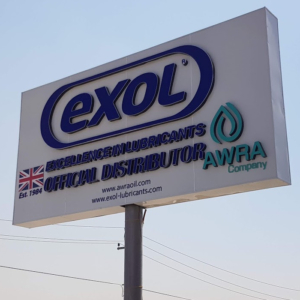 exol®
EXCELLENCE IN LUBRICANTS
Est. 1984
OFFICIAL DISTRIBUTOR
AWRA
Company
www.awraoil.com
www.exol-lubricants.com